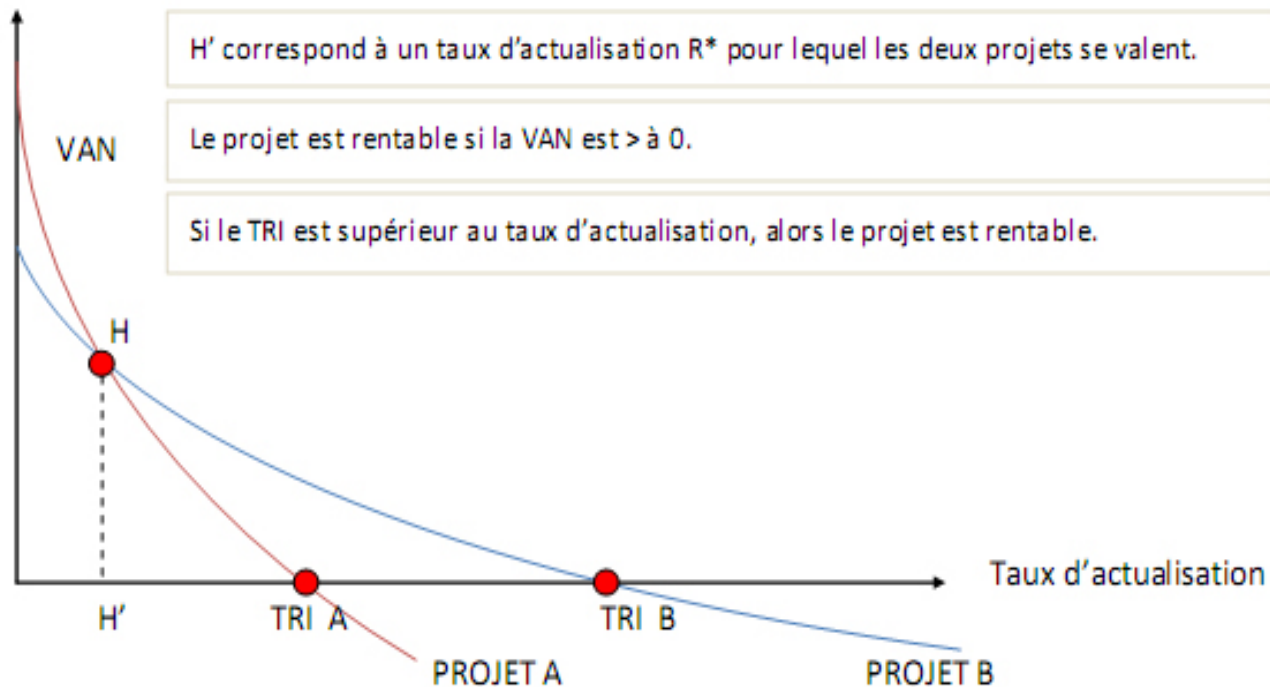 H’ correspond à un taux d’actualisation R* pour lequel les deux projets se valent.
VAN
Le projet est rentable si la VAN est > à 0.
Si le TRI est supérieur au taux d’actualisation, alors le projet est rentable.
H
Taux d’actualisation
H’
TRI A
TRI B
PROJET A
PROJET B